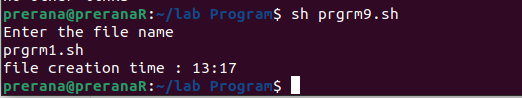 prerana@preranaR:~/lab Program$ sh prgrm9.sh
Enter the file name
prgrm1.sh
file creation time : 13:17
prerana@preranaR:~/lab Program$